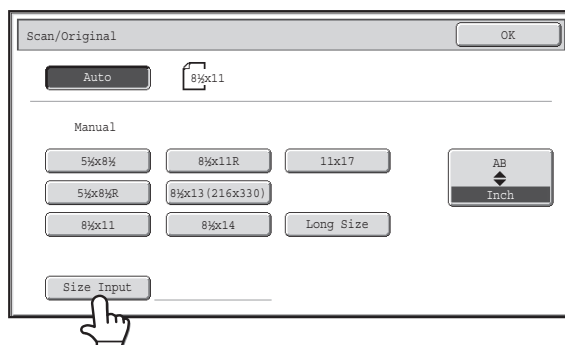 Scan/Original OK
Auto 8½x11
Manual
5½x8½ 8½x11R 11x17 AB
5½x8½R 8½x13(216x330) Inch
8½x11 8½x14 Long Size
Size Input